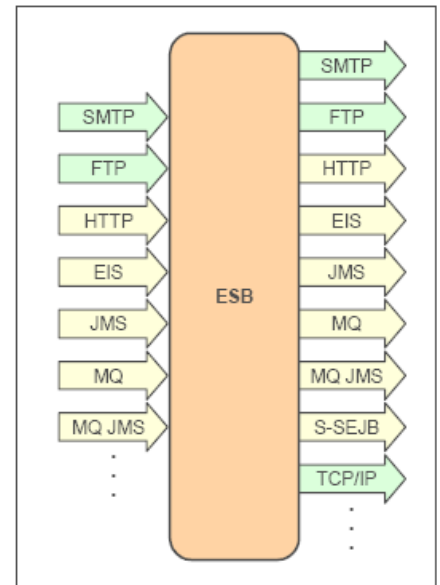 SMTP
FTP
HTTP
EIS
JMS
MQ
MQ JMS
ESB
SMTP
FTP
HTTP
EIS
JMS
MQ
MQ JMS
S-SEJB
TCP/IP